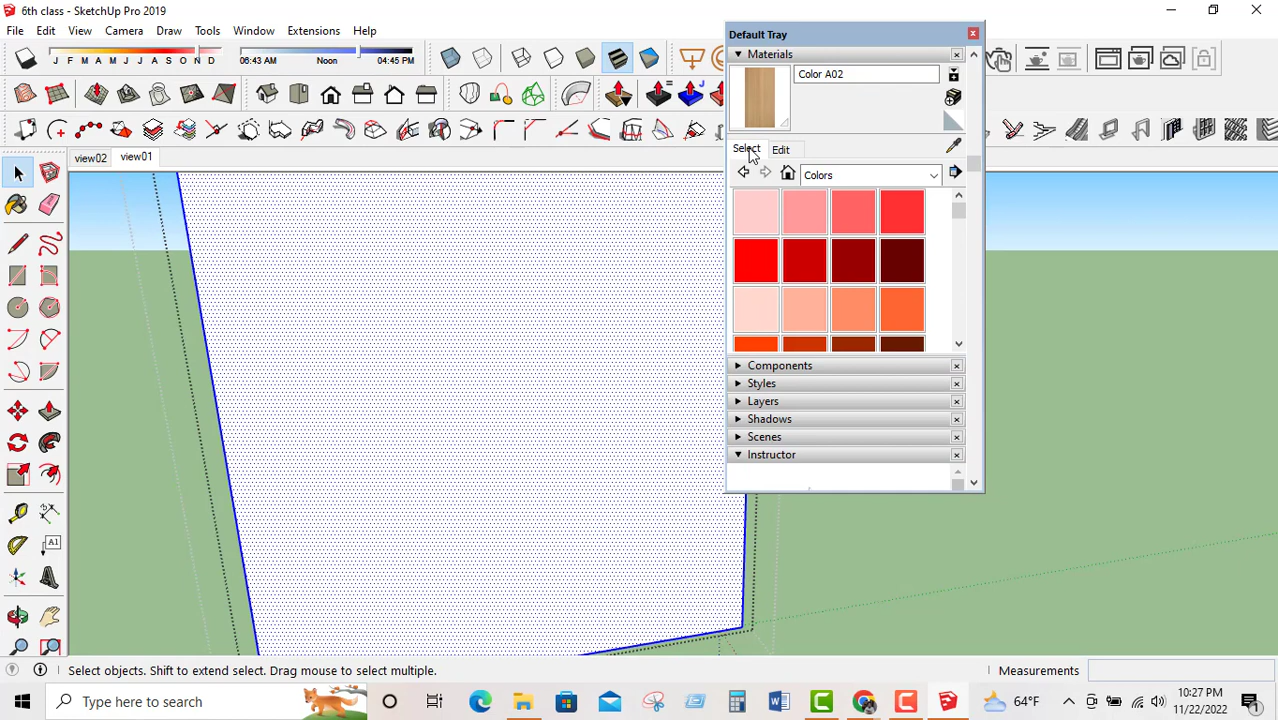 6th class - SketchUp Pro 2019
File Edit View Camera Draw Tools Window Extensions Help
J F M A M J J A S O N D
06:43 AM Noon 04:45 PM
view02 view01
Default Tray
Materials
Color A02
Select Edit
Colors
Components
Styles
Layers
Shadows
Scenes
Instructor
A1
Select objects. Shift to extend select. Drag mouse to select multiple.
Measurements
Type here to search
64°F
10:27 PM
11/22/2022
1